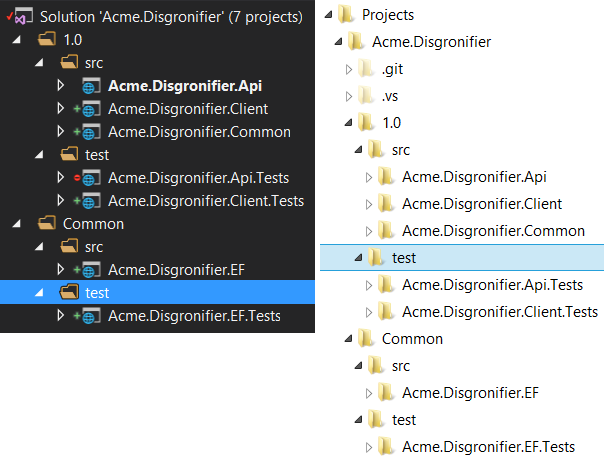 Solution 'Acme.Disgronifier' (7 projects)
1.0
src
Acme.Disgronifier.Api
Acme.Disgronifier.Client
Acme.Disgronifier.Common
test
Acme.Disgronifier.Api.Tests
Acme.Disgronifier.Client.Tests
Common
src
Acme.Disgronifier.EF
test
Acme.Disgronifier.EF.Tests
Projects
Acme.Disgronifier
.git
.vs
1.0
src
Acme.Disgronifier.Api
Acme.Disgronifier.Client
Acme.Disgronifier.Common
test
Acme.Disgronifier.Api.Tests
Acme.Disgronifier.Client.Tests
Common
src
Acme.Disgronifier.EF
test
Acme.Disgronifier.EF.Tests